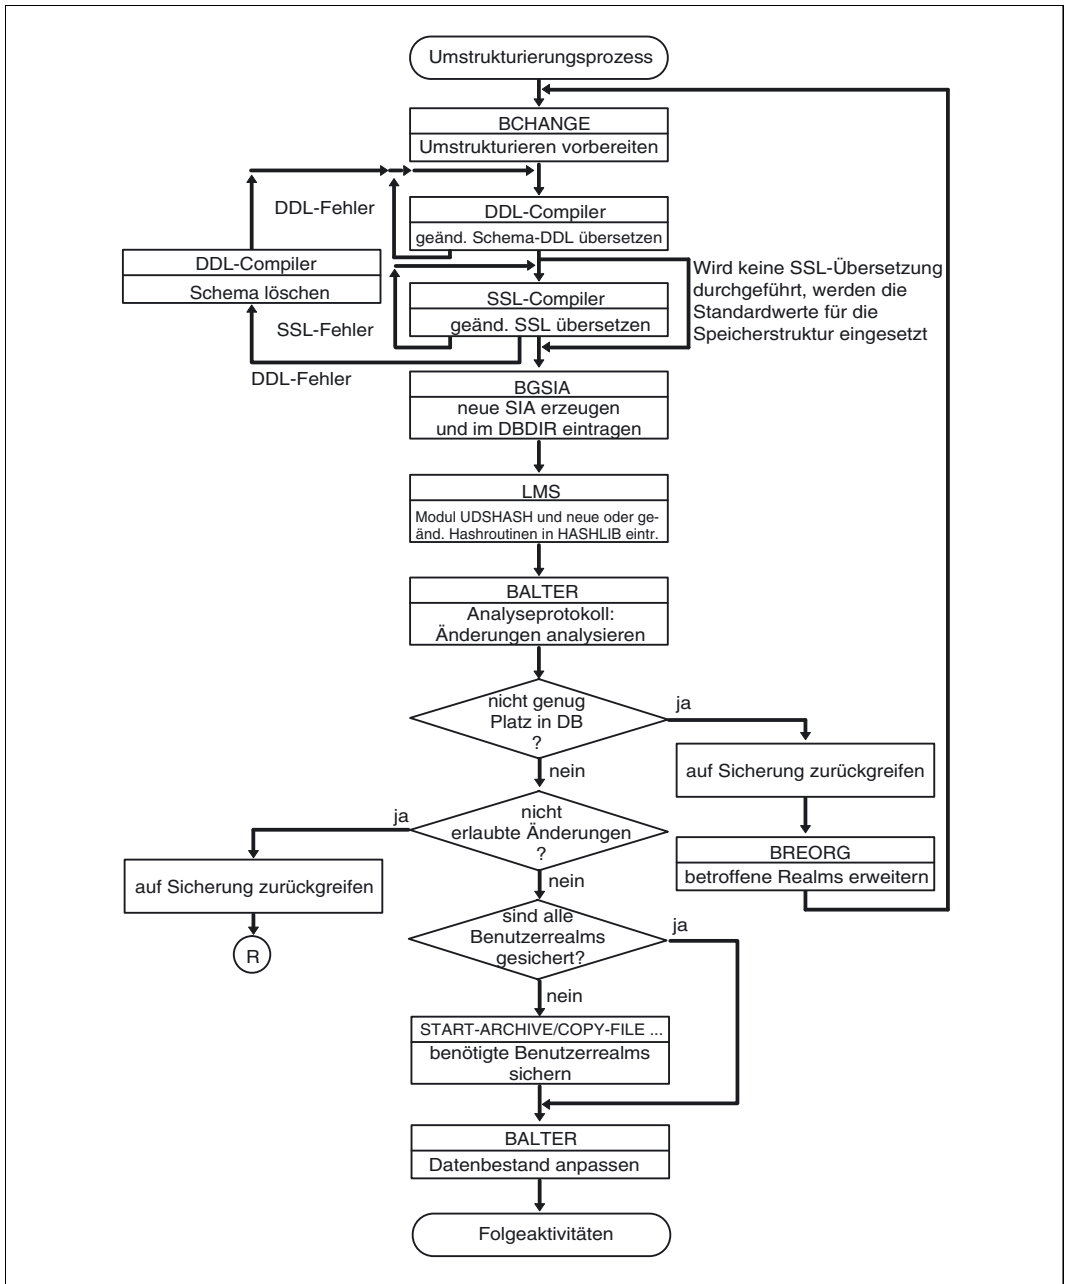 Umstrukturierungsprozess
BCHANGE
Umstrukturieren vorbereiten
DDL-Fehler
DDL-Compiler
geänd. Schema-DDL übersetzen
DDL-Compiler
Schema löschen
Wird keine SSL-Übersetzung
durchgeführt, werden die
Standardwerte für die
Speicherstruktur eingesetzt
SSL-Compiler
geänd. SSL übersetzen
SSL-Fehler
DDL-Fehler
BGSIA
neue SIA erzeugen
und im DBDIR eintragen
LMS
Modul UDSHASH und neue oder ge-
änd. Hashroutinen in HASHLIB eintr.
BALTER
Analyseprotokoll:
Änderungen analysieren
nicht genug
Platz in DB
?
ja
nein
auf Sicherung zurückgreifen
BREORG
betroffene Realms erweitern
nicht
erlaubte Änderungen
?
ja
nein
auf Sicherung zurückgreifen
R
sind alle
Benutzerrealms
gesichert?
ja
nein
START-ARCHIVE/COPY-FILE ...
benötigte Benutzerrealms
sichern
BALTER
Datenbestand anpassen
Folgeaktivitäten